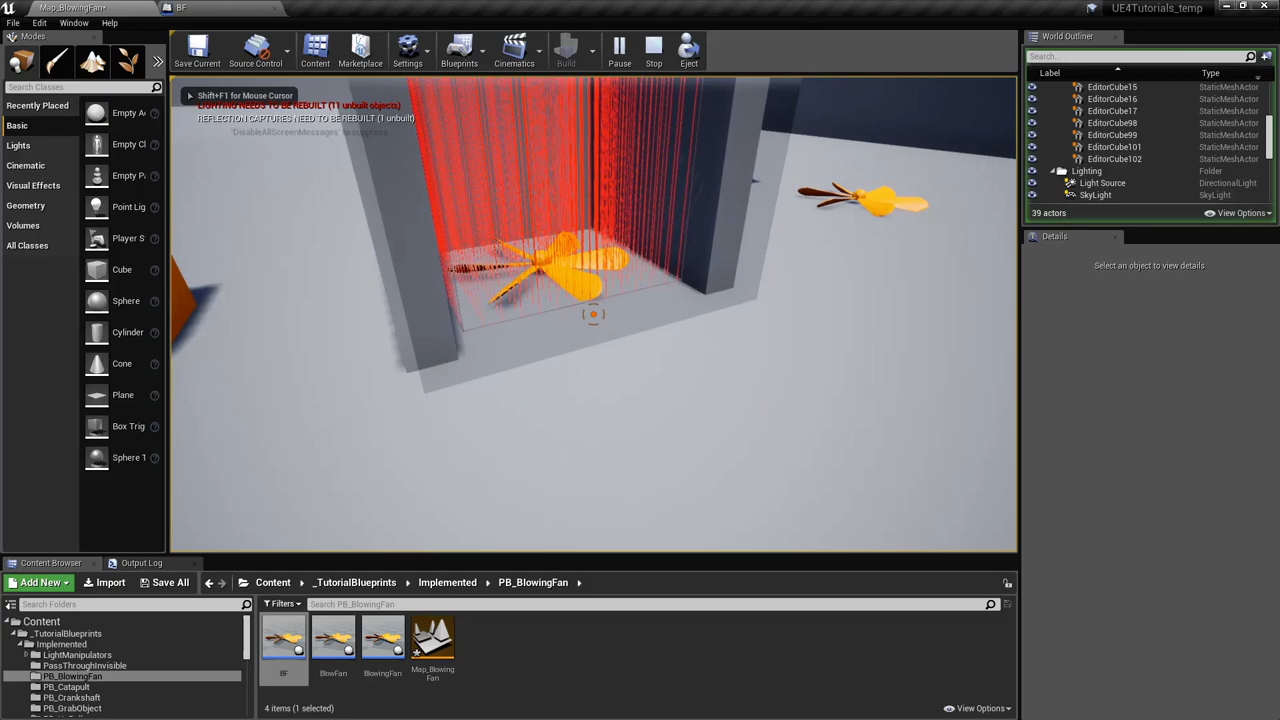 Map_BlowingFan*
BF
UE4Tutorials_temp
File Edit Window Help
Modes
Search Classes
Recently Placed
Basic
Lights
Cinematic
Visual Effects
Geometry
Volumes
All Classes
Empty Ac
Empty Cl
Empty Pa
Point Lig
Player S
Cube
Sphere
Cylinder
Cone
Plane
Box Trig
Sphere T
Save Current
Source Control
Content
Marketplace
Settings
Blueprints
Cinematics
Build
Pause
Stop
Eject
Shift+F1 for Mouse Cursor
LIGHTING NEEDS TO BE REBUILT (11 unbuilt objects)
REFLECTION CAPTURES NEED TO BE REBUILT (1 unbuilt)
'DisableAllScreenMessages' to suppress
World Outliner
Search...
Label Type
EditorCube15 StaticMeshActor
EditorCube16 StaticMeshActor
EditorCube17 StaticMeshActor
EditorCube98 StaticMeshActor
EditorCube99 StaticMeshActor
EditorCube101 StaticMeshActor
EditorCube102 StaticMeshActor
Lighting Folder
Light Source DirectionalLight
SkyLight SkyLight
39 actors
View Options
Details
Select an object to view details.
Content Browser
Output Log
Add New
Import
Save All
Content
_TutorialBlueprints
Implemented
PB_BlowingFan
Search Folders
Filters
Search PB_BlowingFan
Content
_TutorialBlueprints
Implemented
LightManipulators
PassThroughInvisible
PB_BlowingFan
PB_Catapult
PB_Crankshaft
PB_GrabObject
BF
BlowFan
BlowingFan
Map_Blowing
Fan
4 items (1 selected)
View Options